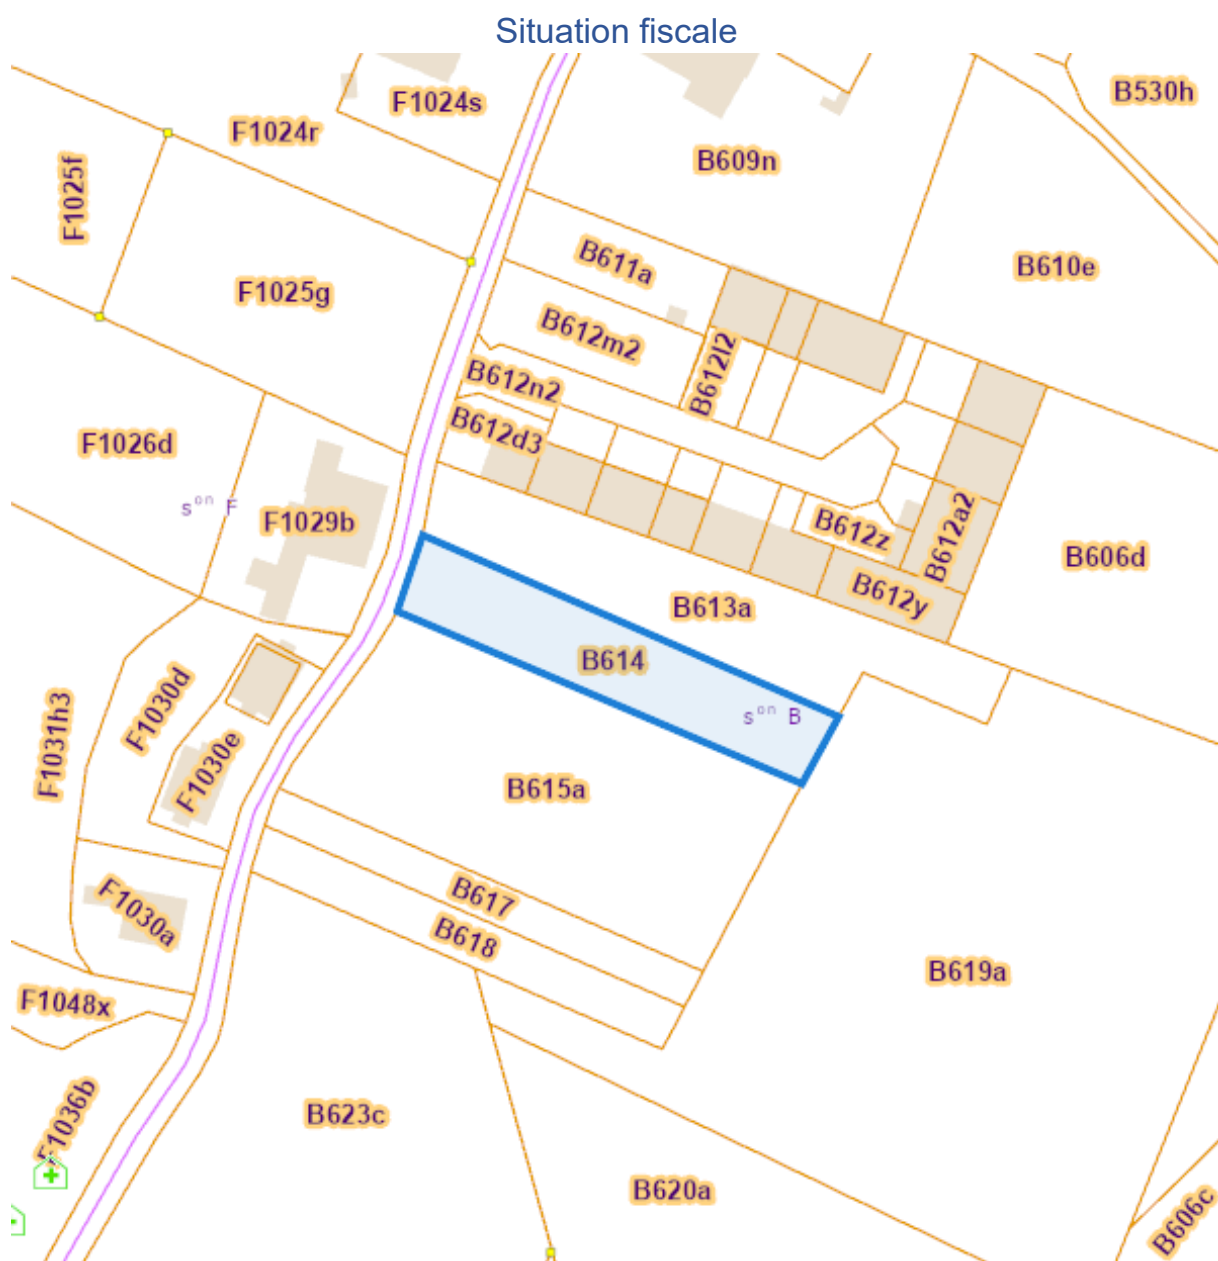 Situation fiscale
F1024s
B530h
F1024r
B609n
F1025f
B611a
B610e
F1025g
B612m2
B612l2
B612n2
B612d3
F1026d
sᵒⁿ F
F1029b
B612z
B612a2
B606d
B612y
B613a
B614
sᵒⁿ B
F1030d
F1031h3
F1030e
B615a
B617
F1030a
B618
B619a
F1048x
F1036b
B623c
B620a
B606c